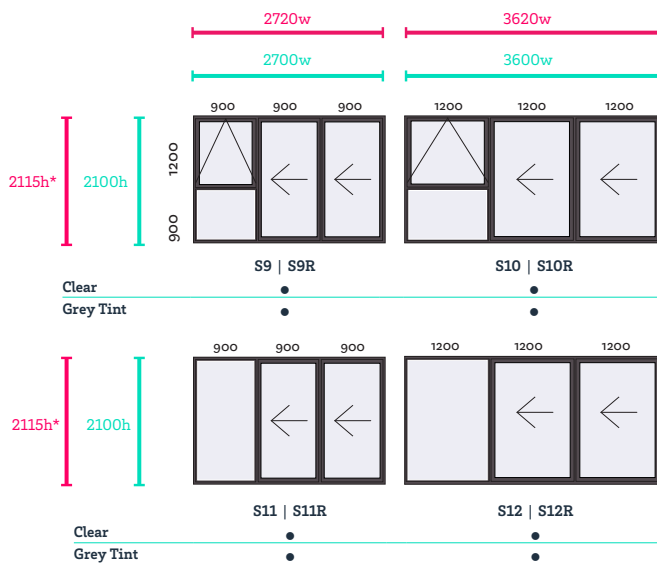 2720w 3620w
2700w 3600w
900 900 900 1200 1200 1200
2115h* 2100h 1200 900
S9 | S9R S10 | S10R
Clear ● ●
Grey Tint ● ●
900 900 900 1200 1200 1200
2115h* 2100h
S11 | S11R S12 | S12R
Clear ● ●
Grey Tint ● ●